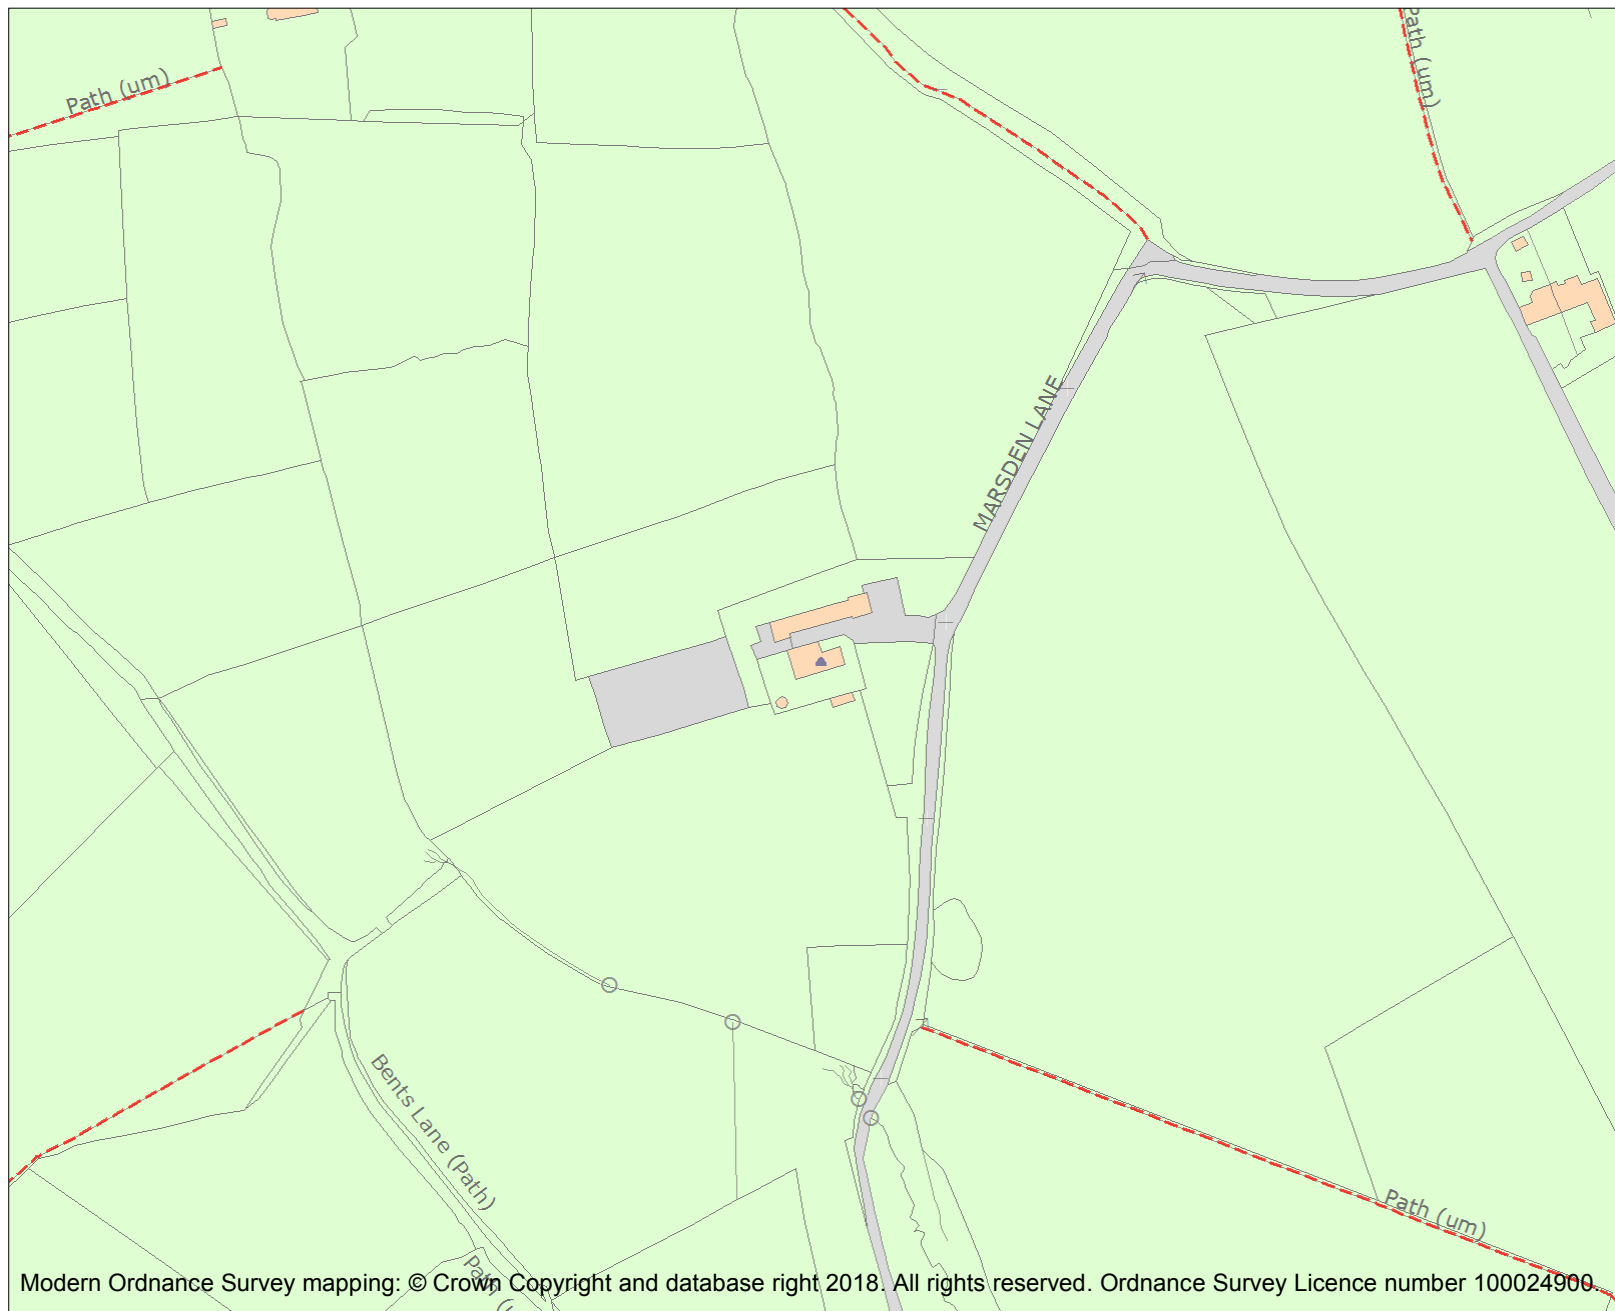 Path (um)
Path (um)
MARSDEN LANE
Bents Lane (Path)
Path (um)
Path (u
Modern Ordnance Survey mapping: © Crown Copyright and database right 2018. All rights reserved. Ordnance Survey Licence number 100024900.